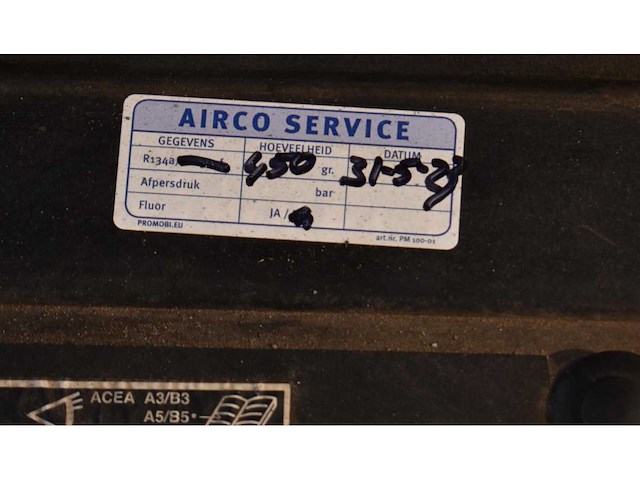 AIRCO SERVICE
GEGEVENS HOEVEELHEID DATUM
R134a 450 gr. 31-5-23
Afpersdruk bar
Fluor JA /
PROMOBI.EU art.nr. PM 100-01
ACEA A3/B3
A5/B5*